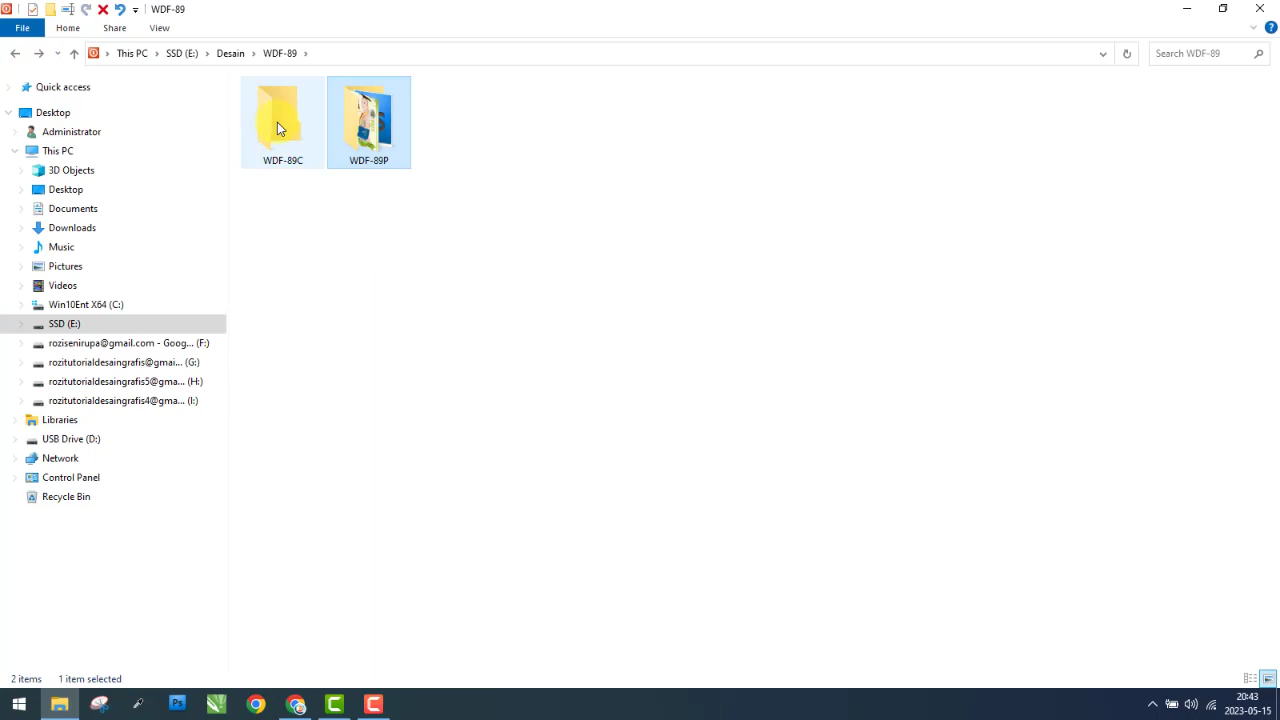 WDF-89
File Home Share View
This PC SSD (E:) Desain WDF-89
Search WDF-89
Quick access
Desktop
Administrator
This PC
3D Objects
Desktop
Documents
Downloads
Music
Pictures
Videos
Win10Ent X64 (C:)
SSD (E:)
rozisenirupa@gmail.com - Goog... (F:)
rozitutorialdesaingrafis@gmai... (G:)
rozitutorialdesaingrafis5@gma... (H:)
rozitutorialdesaingrafis4@gma... (I:)
Libraries
USB Drive (D:)
Network
Control Panel
Recycle Bin
WDF-89C WDF-89P
2 items 1 item selected
Ps
20:43
2023-05-15